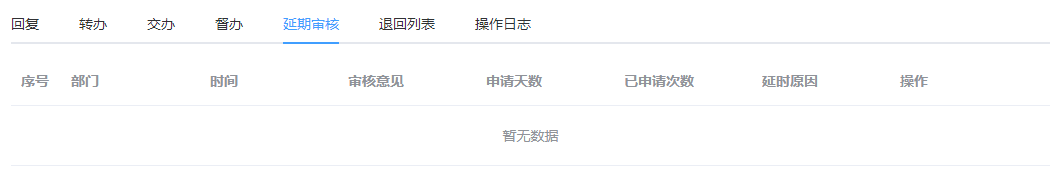 回复 转办 交办 督办 延期审核 退回列表 操作日志
序号 部门 时间 审核意见 申请天数 已申请次数 延时原因 操作
暂无数据